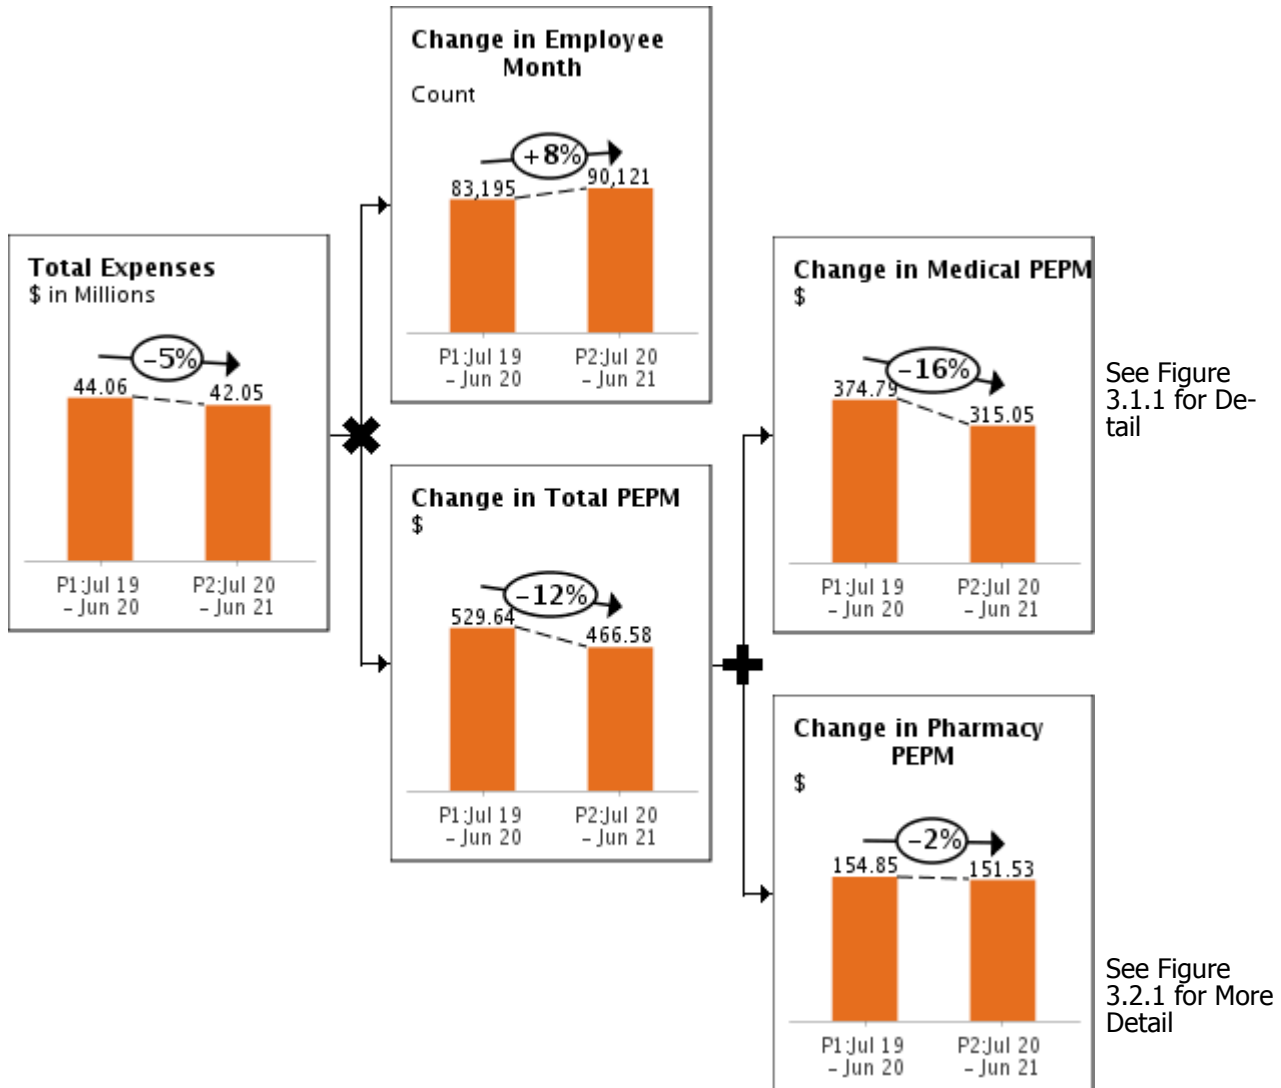 Change in Employee
Month
Count
+8%
83,195
90,121
P1:Jul 19
– Jun 20
P2:Jul 20
– Jun 21
Total Expenses
$ in Millions
–5%
44.06
42.05
P1:Jul 19
– Jun 20
P2:Jul 20
– Jun 21
Change in Total PEPM
$
–12%
529.64
466.58
P1:Jul 19
– Jun 20
P2:Jul 20
– Jun 21
Change in Medical PEPM
$
–16%
374.79
315.05
P1:Jul 19
– Jun 20
P2:Jul 20
– Jun 21
See Figure
3.1.1 for De-
tail
Change in Pharmacy
PEPM
$
–2%
154.85
151.53
P1:Jul 19
– Jun 20
P2:Jul 20
– Jun 21
See Figure
3.2.1 for More
Detail